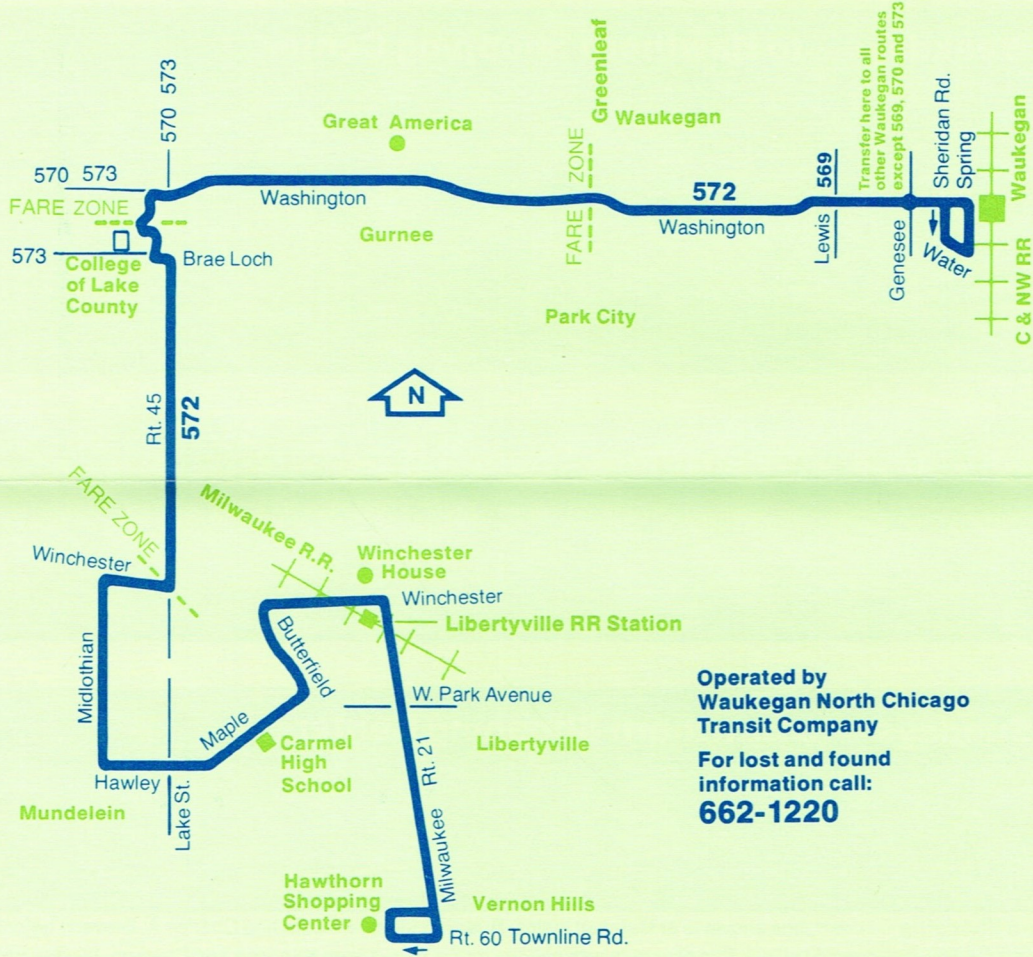 570 573
Great America
Greenleaf
Waukegan
Transfer here to all
other Waukegan routes
except 569, 570 and 573
Sheridan Rd.
Spring
Waukegan
C & NW RR
570 573
FARE ZONE
573
College
of Lake
County
Brae Loch
Washington
Gurnee
FARE ZONE
572
Washington
569
Lewis
Genesee
Water
Park City
N
Rt. 45
572
FARE ZONE
Winchester
Milwaukee R.R.
Winchester
House
Winchester
Libertyville RR Station
Midlothian
Butterfield
W. Park Avenue
Maple
Carmel
High
School
Rt. 21
Libertyville
Hawley
Lake St.
Mundelein
Milwaukee
Hawthorn
Shopping
Center
Vernon Hills
Rt. 60 Townline Rd.
Operated by
Waukegan North Chicago
Transit Company
For lost and found
information call:
662-1220